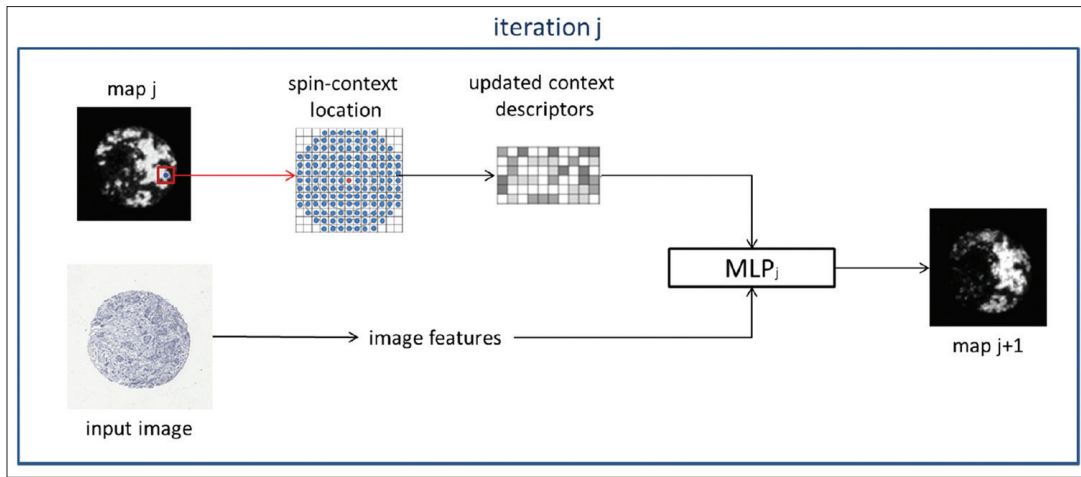 iteration j
map j
spin-context
location
updated context
descriptors
MLPj
map j+1
image features
input image